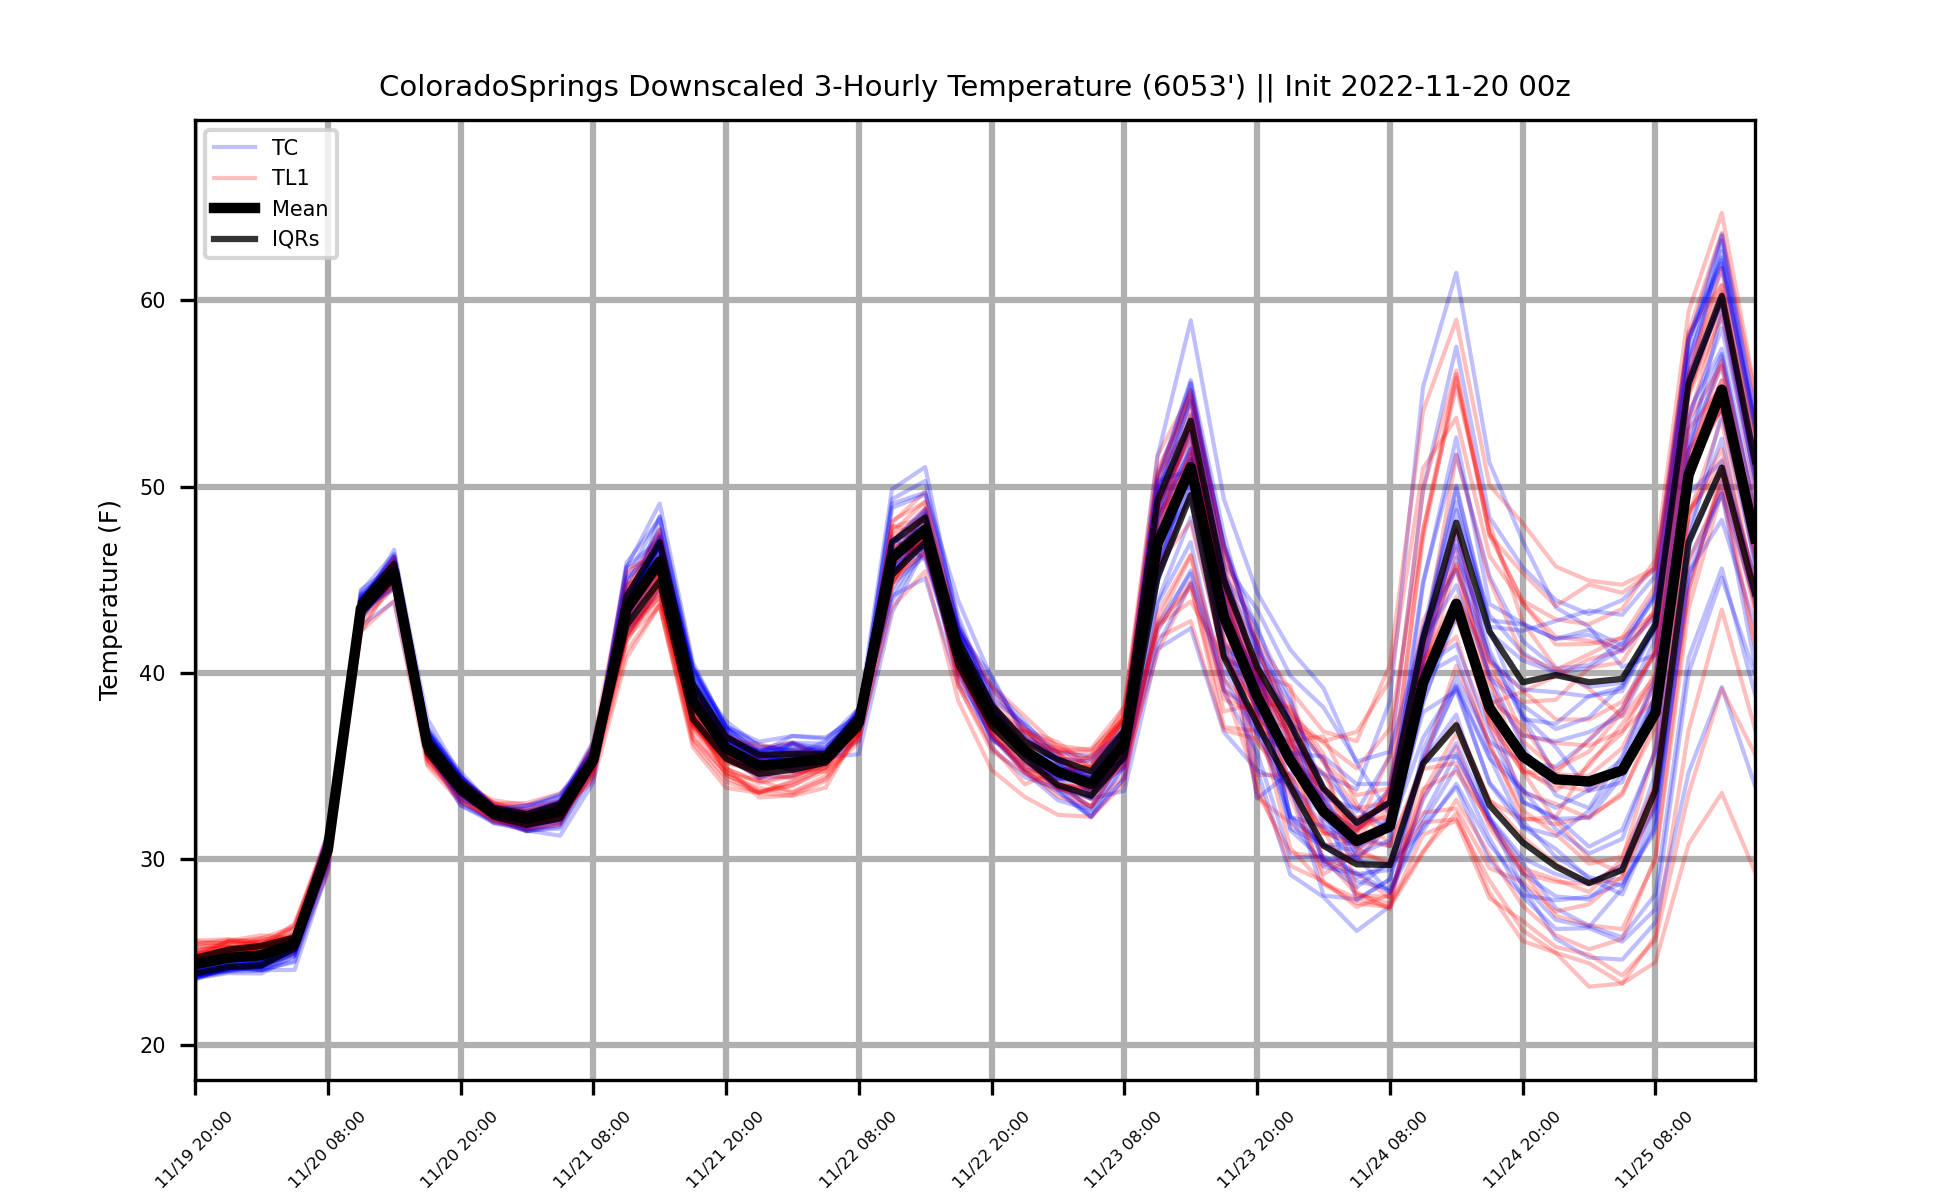 ColoradoSprings Downscaled 3-Hourly Temperature (6053') || Init 2022-11-20 00z
TC
TL1
Mean
IQRs
Temperature (F)
60
50
40
30
20
11/19 20:00
11/20 08:00
11/20 20:00
11/21 08:00
11/21 20:00
11/22 08:00
11/22 20:00
11/23 08:00
11/23 20:00
11/24 08:00
11/24 20:00
11/25 08:00